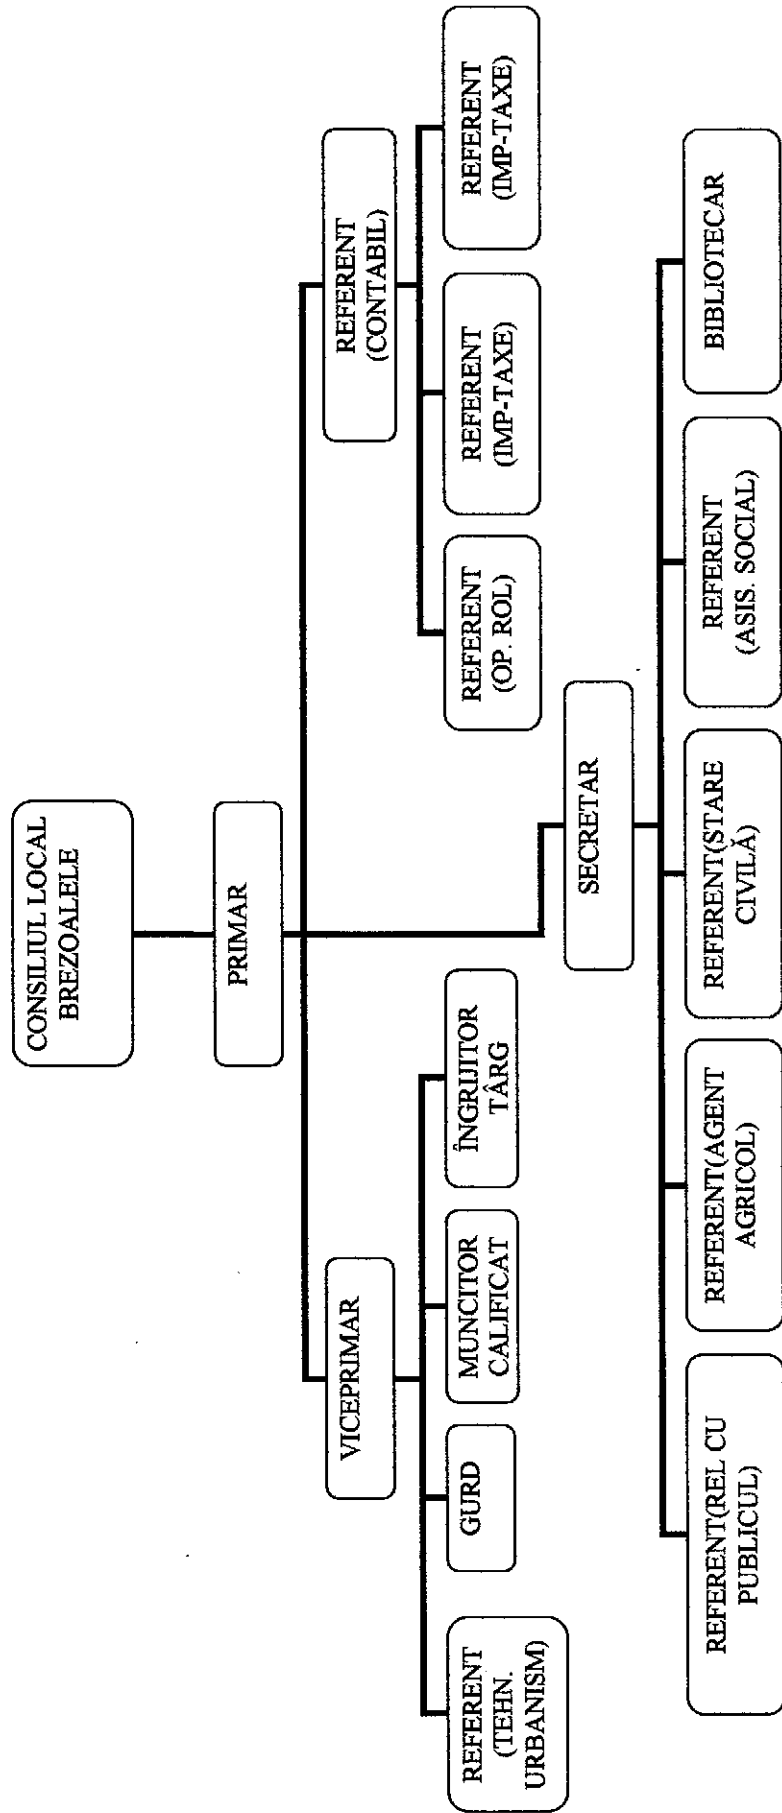 CONSILIUL LOCAL
BREZOALELE
PRIMAR
VICEPRIMAR
REFERENT
(CONTABIL)
REFERENT
(TEHN.
URBANISM)
GURD
MUNCITOR
CALIFICAT
ÎNGRIJITOR
TÂRG
REFERENT
(OP. ROL)
REFERENT
(IMP-TAXE)
REFERENT
(IMP-TAXE)
SECRETAR
REFERENT(REL CU
PUBLICUL)
REFERENT(AGENT
AGRICOL)
REFERENT(STARE
CIVILĂ)
REFERENT
(ASIS. SOCIAL)
BIBLIOTECAR